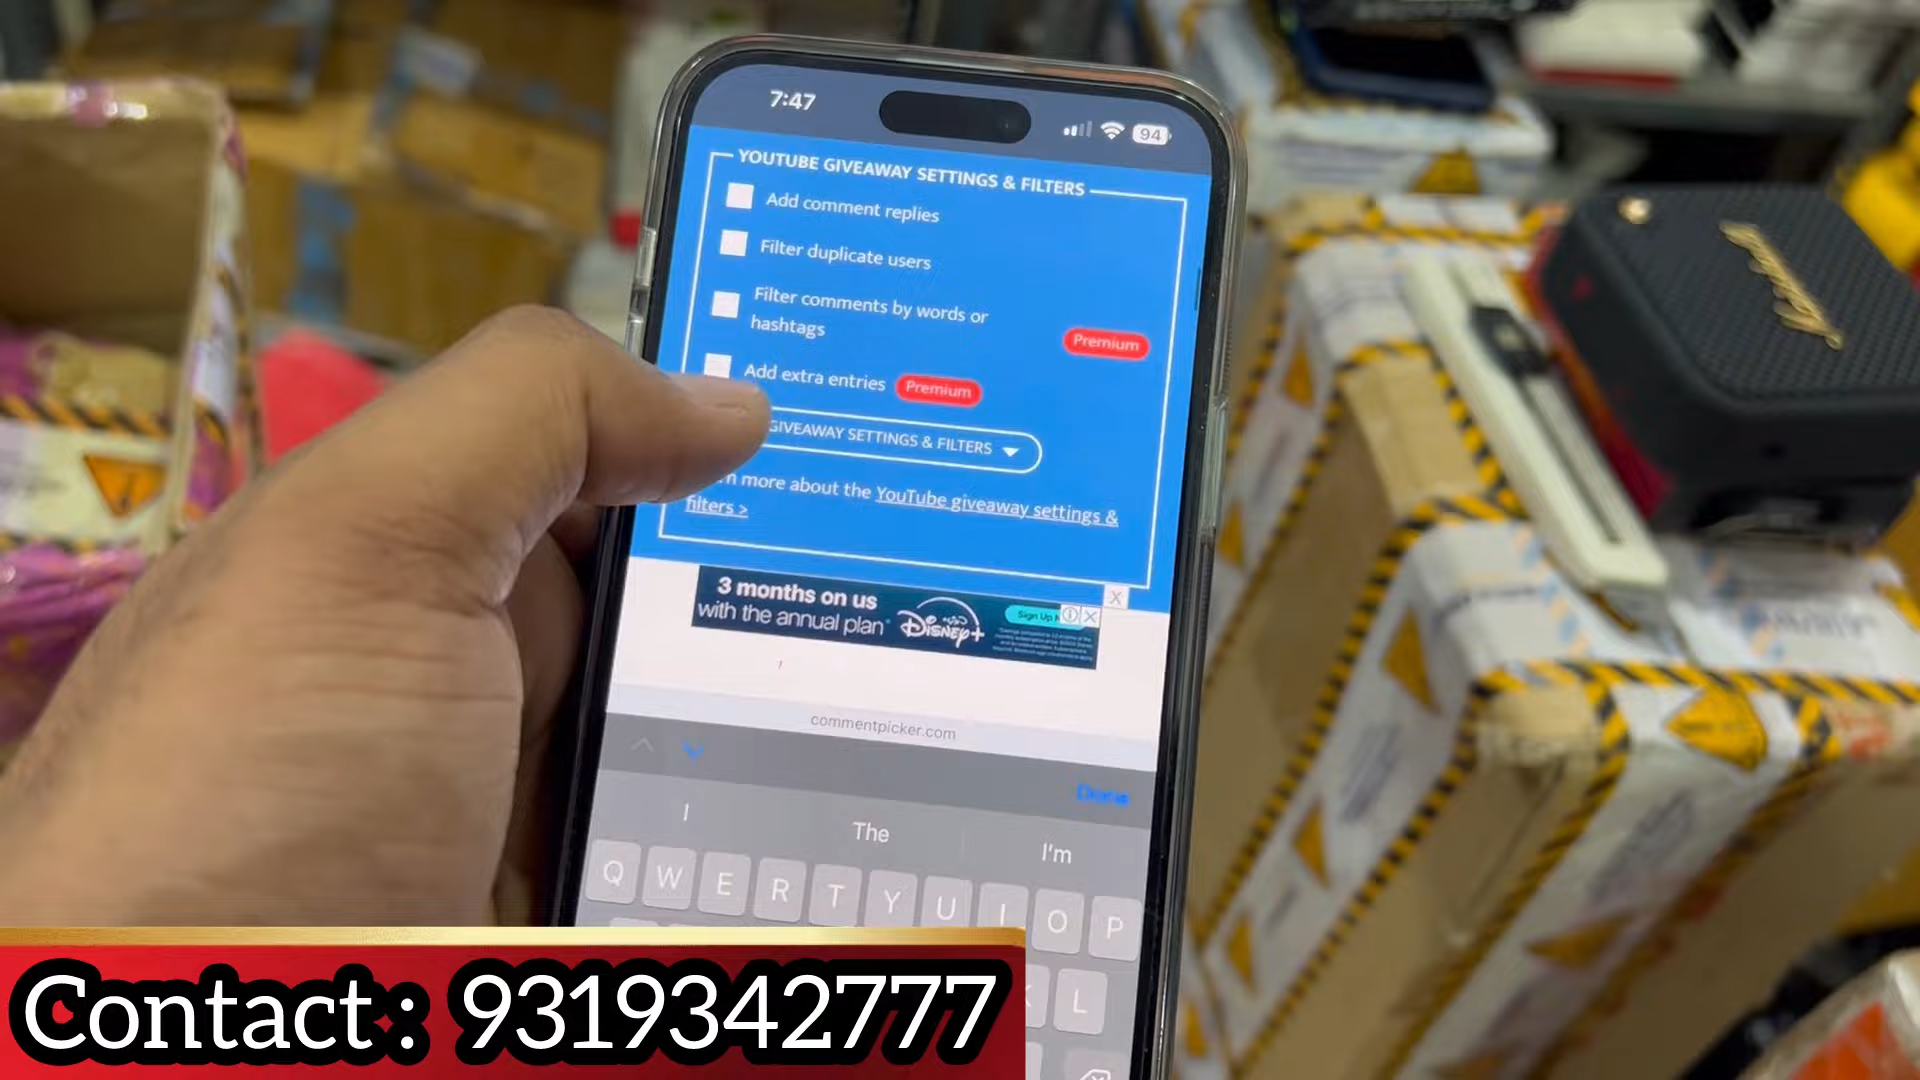 7:47
94
YOUTUBE GIVEAWAY SETTINGS & FILTERS
Add comment replies
Filter duplicate users
Filter comments by words or
hashtags
Premium
Add extra entries Premium
GIVEAWAY SETTINGS & FILTERS
more about the YouTube giveaway settings &
filters >
3 months on us
with the annual plan*
Disney+
Sign Up
commentpicker.com
Done
I The I'm
Q W E R T Y U I O P
L
Contact : 9319342777